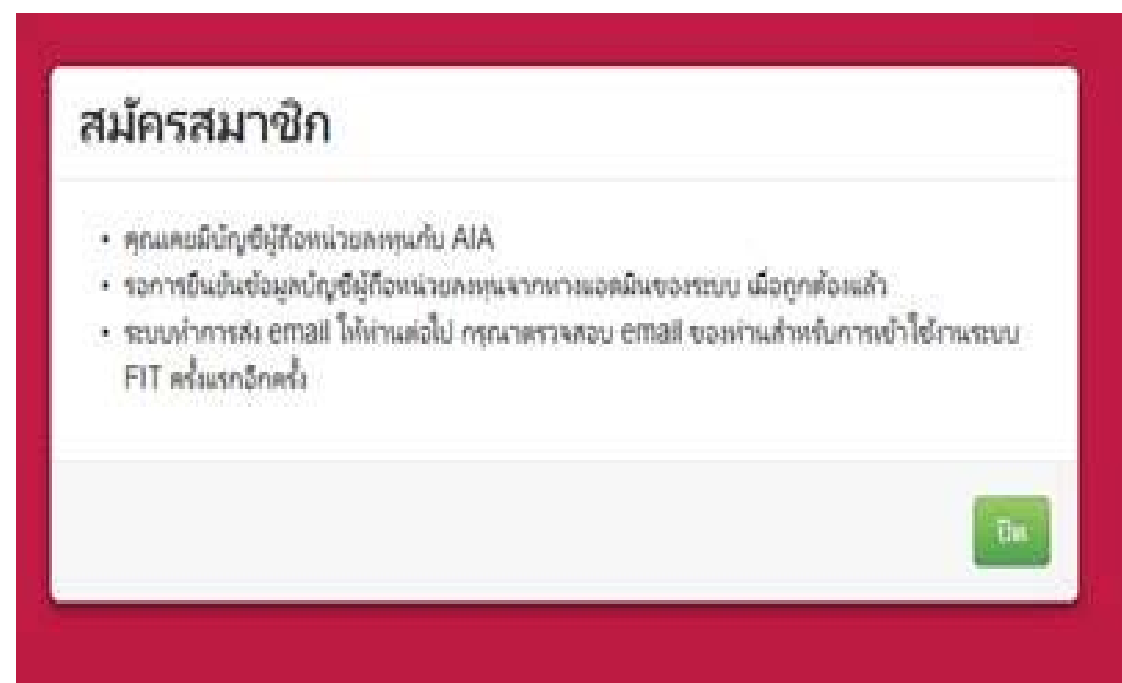 สมัครสมาชิก
• คุณเคยมีบัญชีผู้ถือหน่วยลงทุนกับ AIA
• รอการยืนยันข้อมูลบัญชีผู้ถือหน่วยลงทุนจากทางแอดมินของระบบ เมื่อถูกต้องแล้ว
• ระบบทำการส่ง email ให้ท่านต่อไป กรุณาตรวจสอบ email ของท่านสำหรับการเข้าใช้งานระบบ
FIT ครั้งแรกอีกครั้ง
ปิด